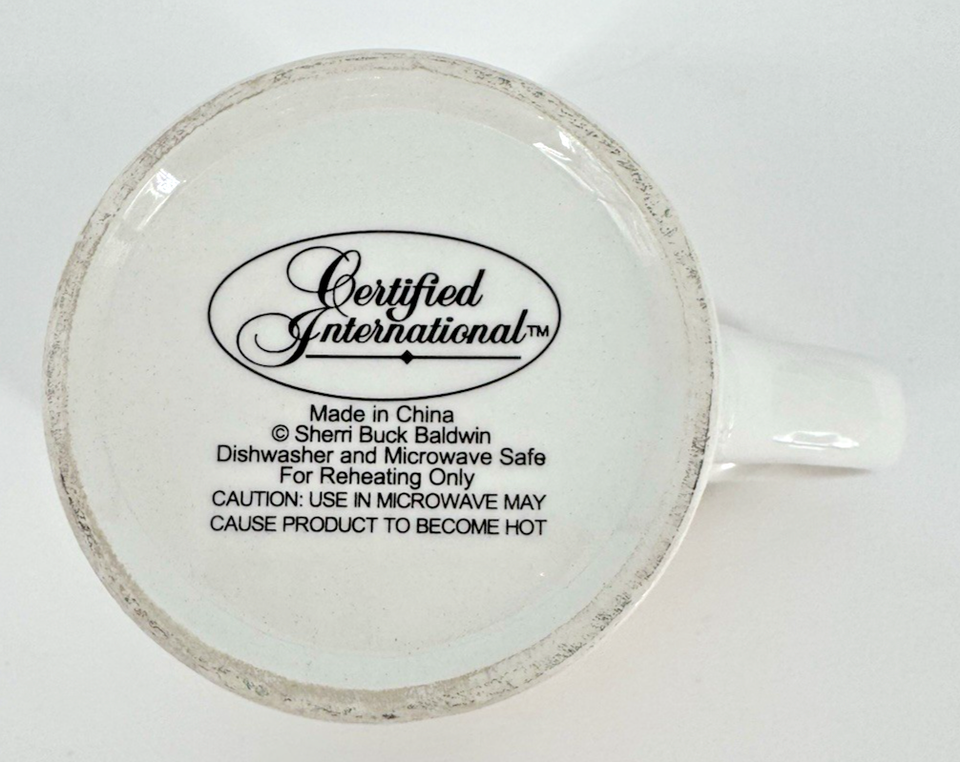 Certified
International™
Made in China
© Sherri Buck Baldwin
Dishwasher and Microwave Safe
For Reheating Only
CAUTION: USE IN MICROWAVE MAY
CAUSE PRODUCT TO BECOME HOT